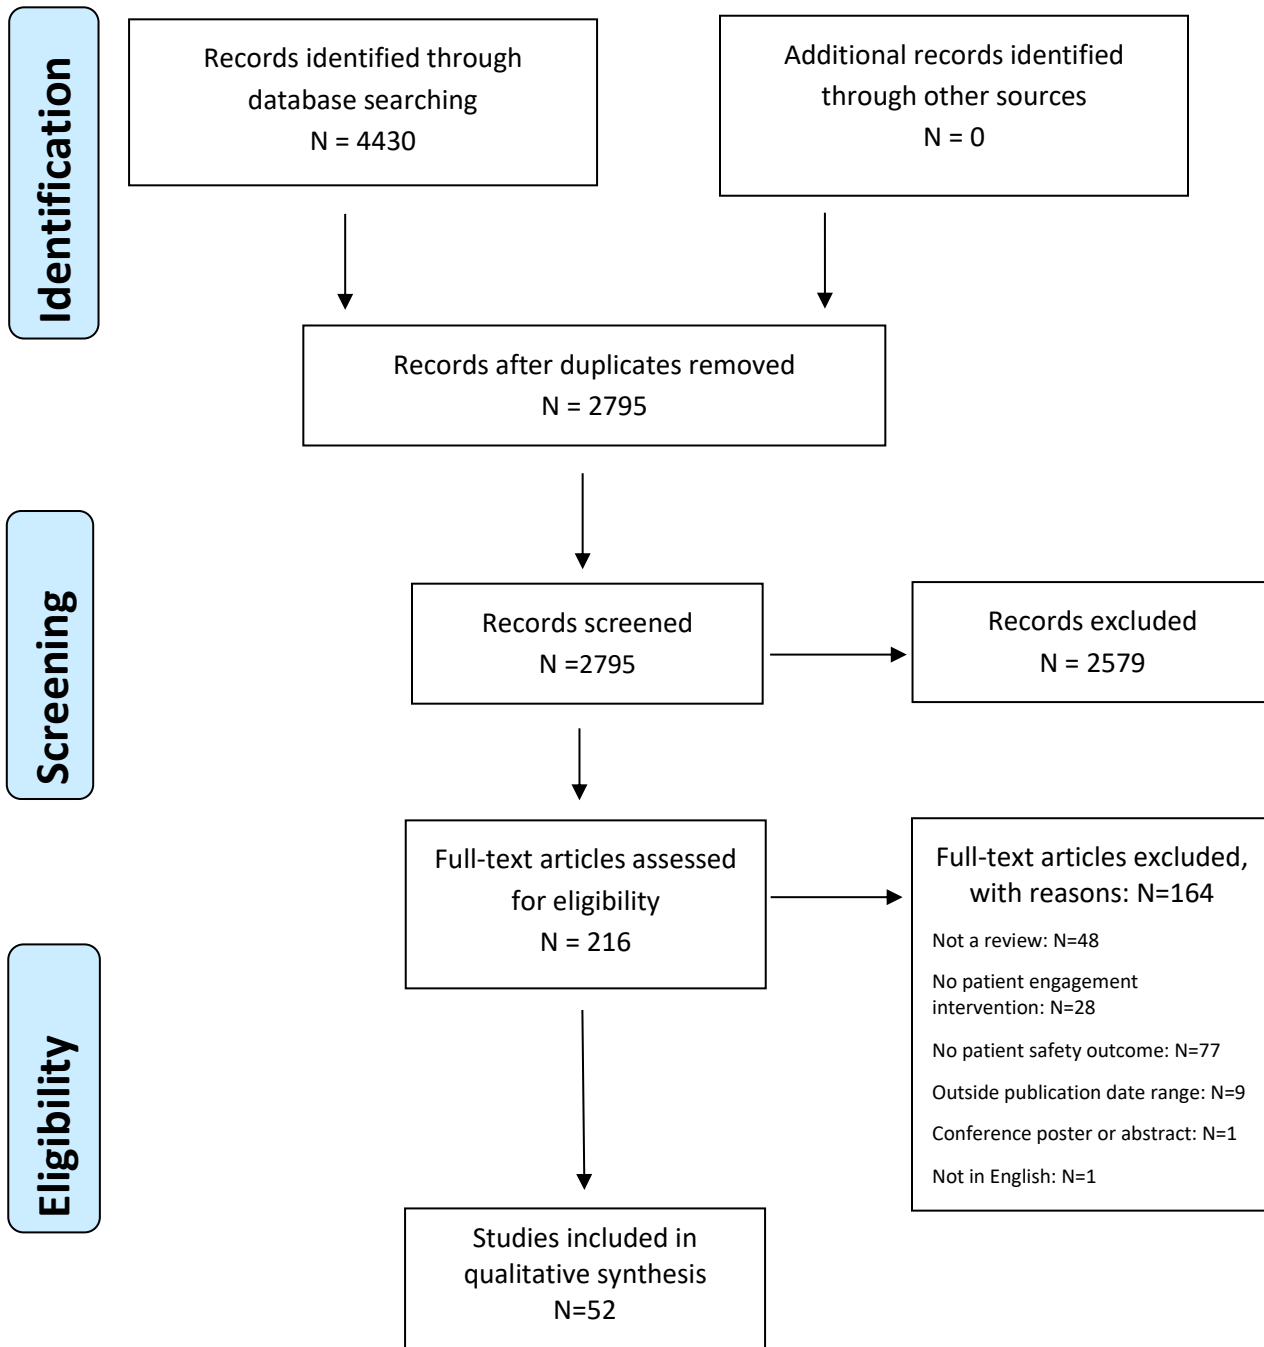 Identification
Records identified through
database searching
N = 4430
Additional records identified
through other sources
N = 0
Records after duplicates removed
N = 2795
Screening
Records screened
N =2795
Records excluded
N = 2579
Eligibility
Full-text articles assessed
for eligibility
N = 216
Full-text articles excluded,
with reasons: N=164
Not a review: N=48
No patient engagement
intervention: N=28
No patient safety outcome: N=77
Outside publication date range: N=9
Conference poster or abstract: N=1
Not in English: N=1
Studies included in
qualitative synthesis
N=52